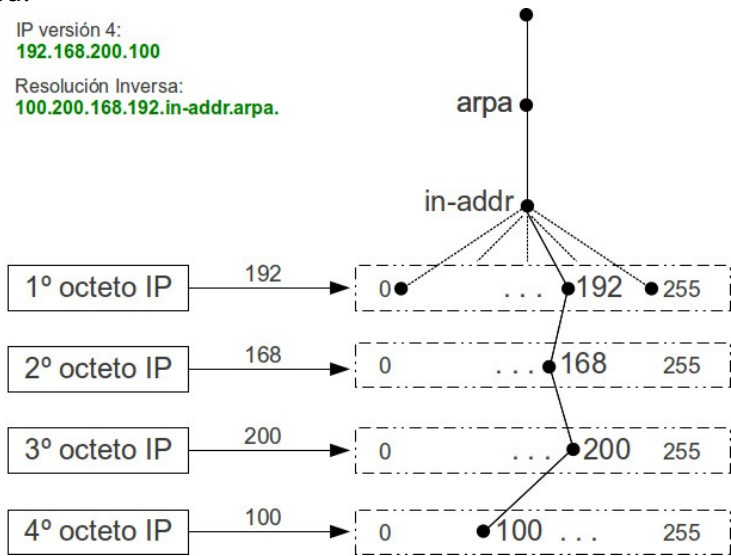 IP versión 4:
192.168.200.100
Resolución Inversa:
100.200.168.192.in-addr.arpa.
arpa
in-addr
1º octeto IP 192 0 . . . 192 255
2º octeto IP 168 0 . . . 168 255
3º octeto IP 200 0 . . . 200 255
4º octeto IP 100 0 100 . . . 255